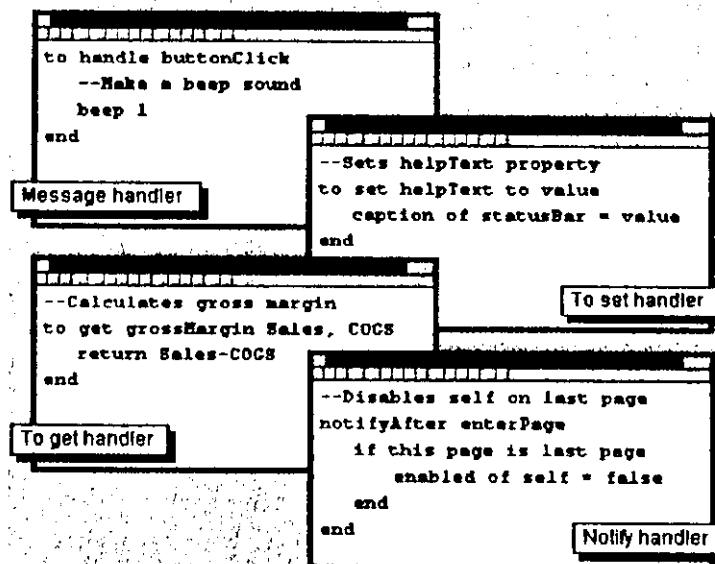 to handle buttonClick
--Make a beep sound
beep 1
end
Message handler
--Sets helpText property
to set helpText to value
caption of statusBar = value
end
To set handler
--Calculates gross margin
to get grossMargin Sales, COGS
return Sales-COGS
end
To get handler
--Disables self on last page
notifyAfter enterPage
if this page is last page
enabled of self = false
end
end
Notify handler